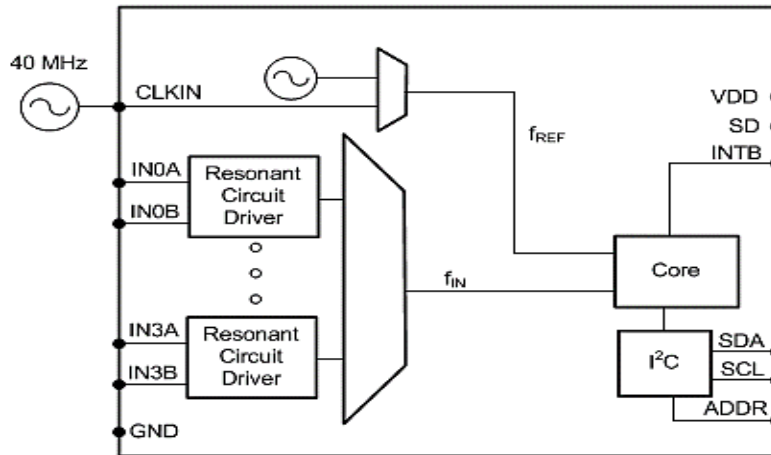 40 MHz
CLKIN
VDD
SD
INTB
fREF
IN0A
IN0B
Resonant
Circuit
Driver
Core
fIN
IN3A
IN3B
Resonant
Circuit
Driver
I²C
SDA
SCL
ADDR
GND